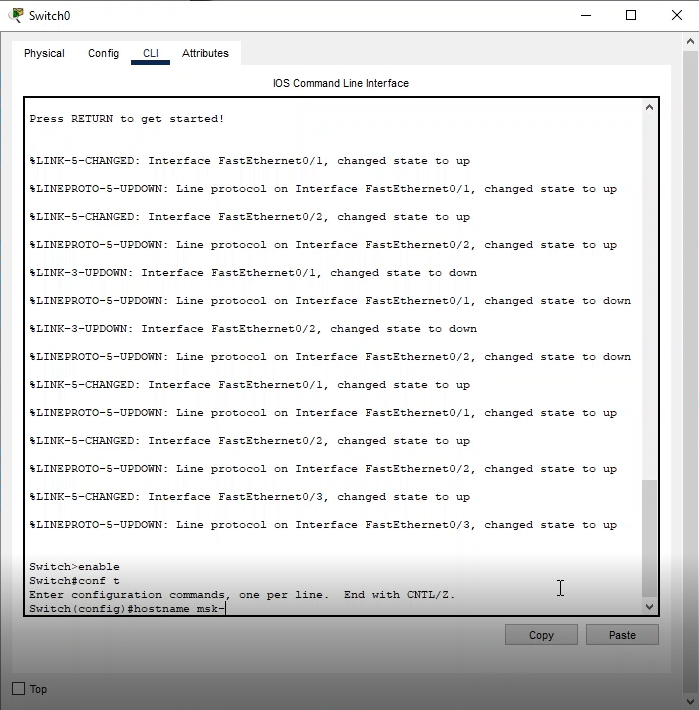 Switch0
Physical Config CLI Attributes
IOS Command Line Interface
Press RETURN to get started!
%LINK-5-CHANGED: Interface FastEthernet0/1, changed state to up
%LINEPROTO-5-UPDOWN: Line protocol on Interface FastEthernet0/1, changed state to up
%LINK-5-CHANGED: Interface FastEthernet0/2, changed state to up
%LINEPROTO-5-UPDOWN: Line protocol on Interface FastEthernet0/2, changed state to up
%LINK-3-UPDOWN: Interface FastEthernet0/1, changed state to down
%LINEPROTO-5-UPDOWN: Line protocol on Interface FastEthernet0/1, changed state to down
%LINK-3-UPDOWN: Interface FastEthernet0/2, changed state to down
%LINEPROTO-5-UPDOWN: Line protocol on Interface FastEthernet0/2, changed state to down
%LINK-5-CHANGED: Interface FastEthernet0/1, changed state to up
%LINEPROTO-5-UPDOWN: Line protocol on Interface FastEthernet0/1, changed state to up
%LINK-5-CHANGED: Interface FastEthernet0/2, changed state to up
%LINEPROTO-5-UPDOWN: Line protocol on Interface FastEthernet0/2, changed state to up
%LINK-5-CHANGED: Interface FastEthernet0/3, changed state to up
%LINEPROTO-5-UPDOWN: Line protocol on Interface FastEthernet0/3, changed state to up
Switch>enable
Switch#conf t
Enter configuration commands, one per line.  End with CNTL/Z.
Switch(config)#hostname msk-
Copy Paste
Top